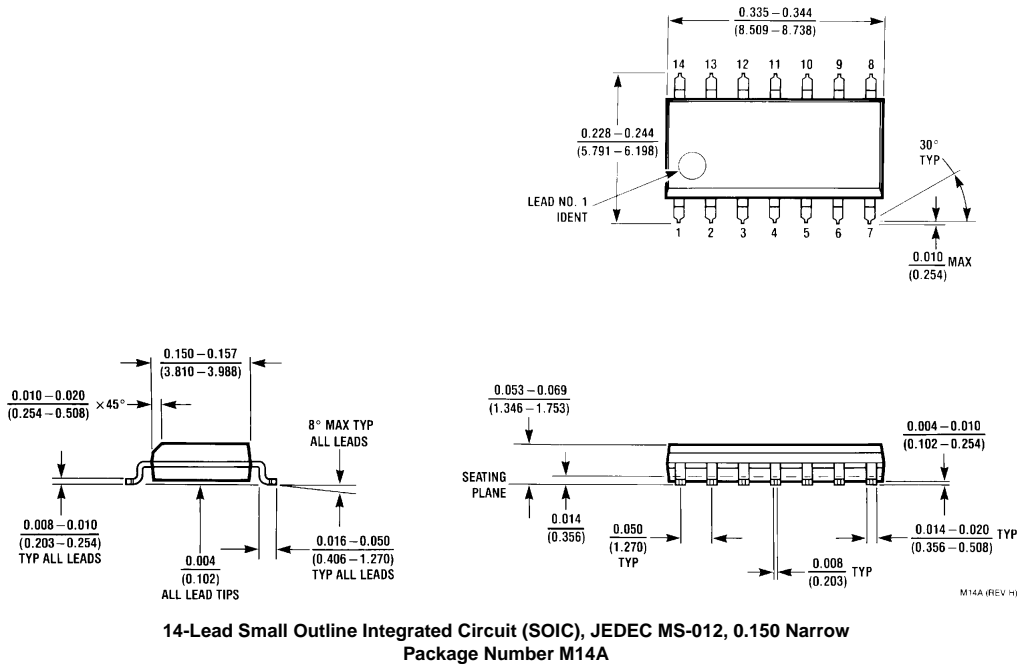 0.335 – 0.344
(8.509 – 8.738)
14 13 12 11 10 9 8
0.228 – 0.244
(5.791 – 6.198)
30°
TYP
LEAD NO. 1
IDENT
1 2 3 4 5 6 7
0.010 MAX
(0.254)
0.150 – 0.157
(3.810 – 3.988)
0.010 – 0.020
(0.254 – 0.508)
×45°
8° MAX TYP
ALL LEADS
0.008 – 0.010
(0.203 – 0.254)
TYP ALL LEADS
0.004
(0.102)
ALL LEAD TIPS
0.016 – 0.050
(0.406 – 1.270)
TYP ALL LEADS
0.053 – 0.069
(1.346 – 1.753)
0.004 – 0.010
(0.102 – 0.254)
SEATING
PLANE
0.014
(0.356)
0.050
(1.270)
TYP
0.008
(0.203)
TYP
0.014 – 0.020
(0.356 – 0.508)
TYP
M14A (REV H)
14-Lead Small Outline Integrated Circuit (SOIC), JEDEC MS-012, 0.150 Narrow
Package Number M14A